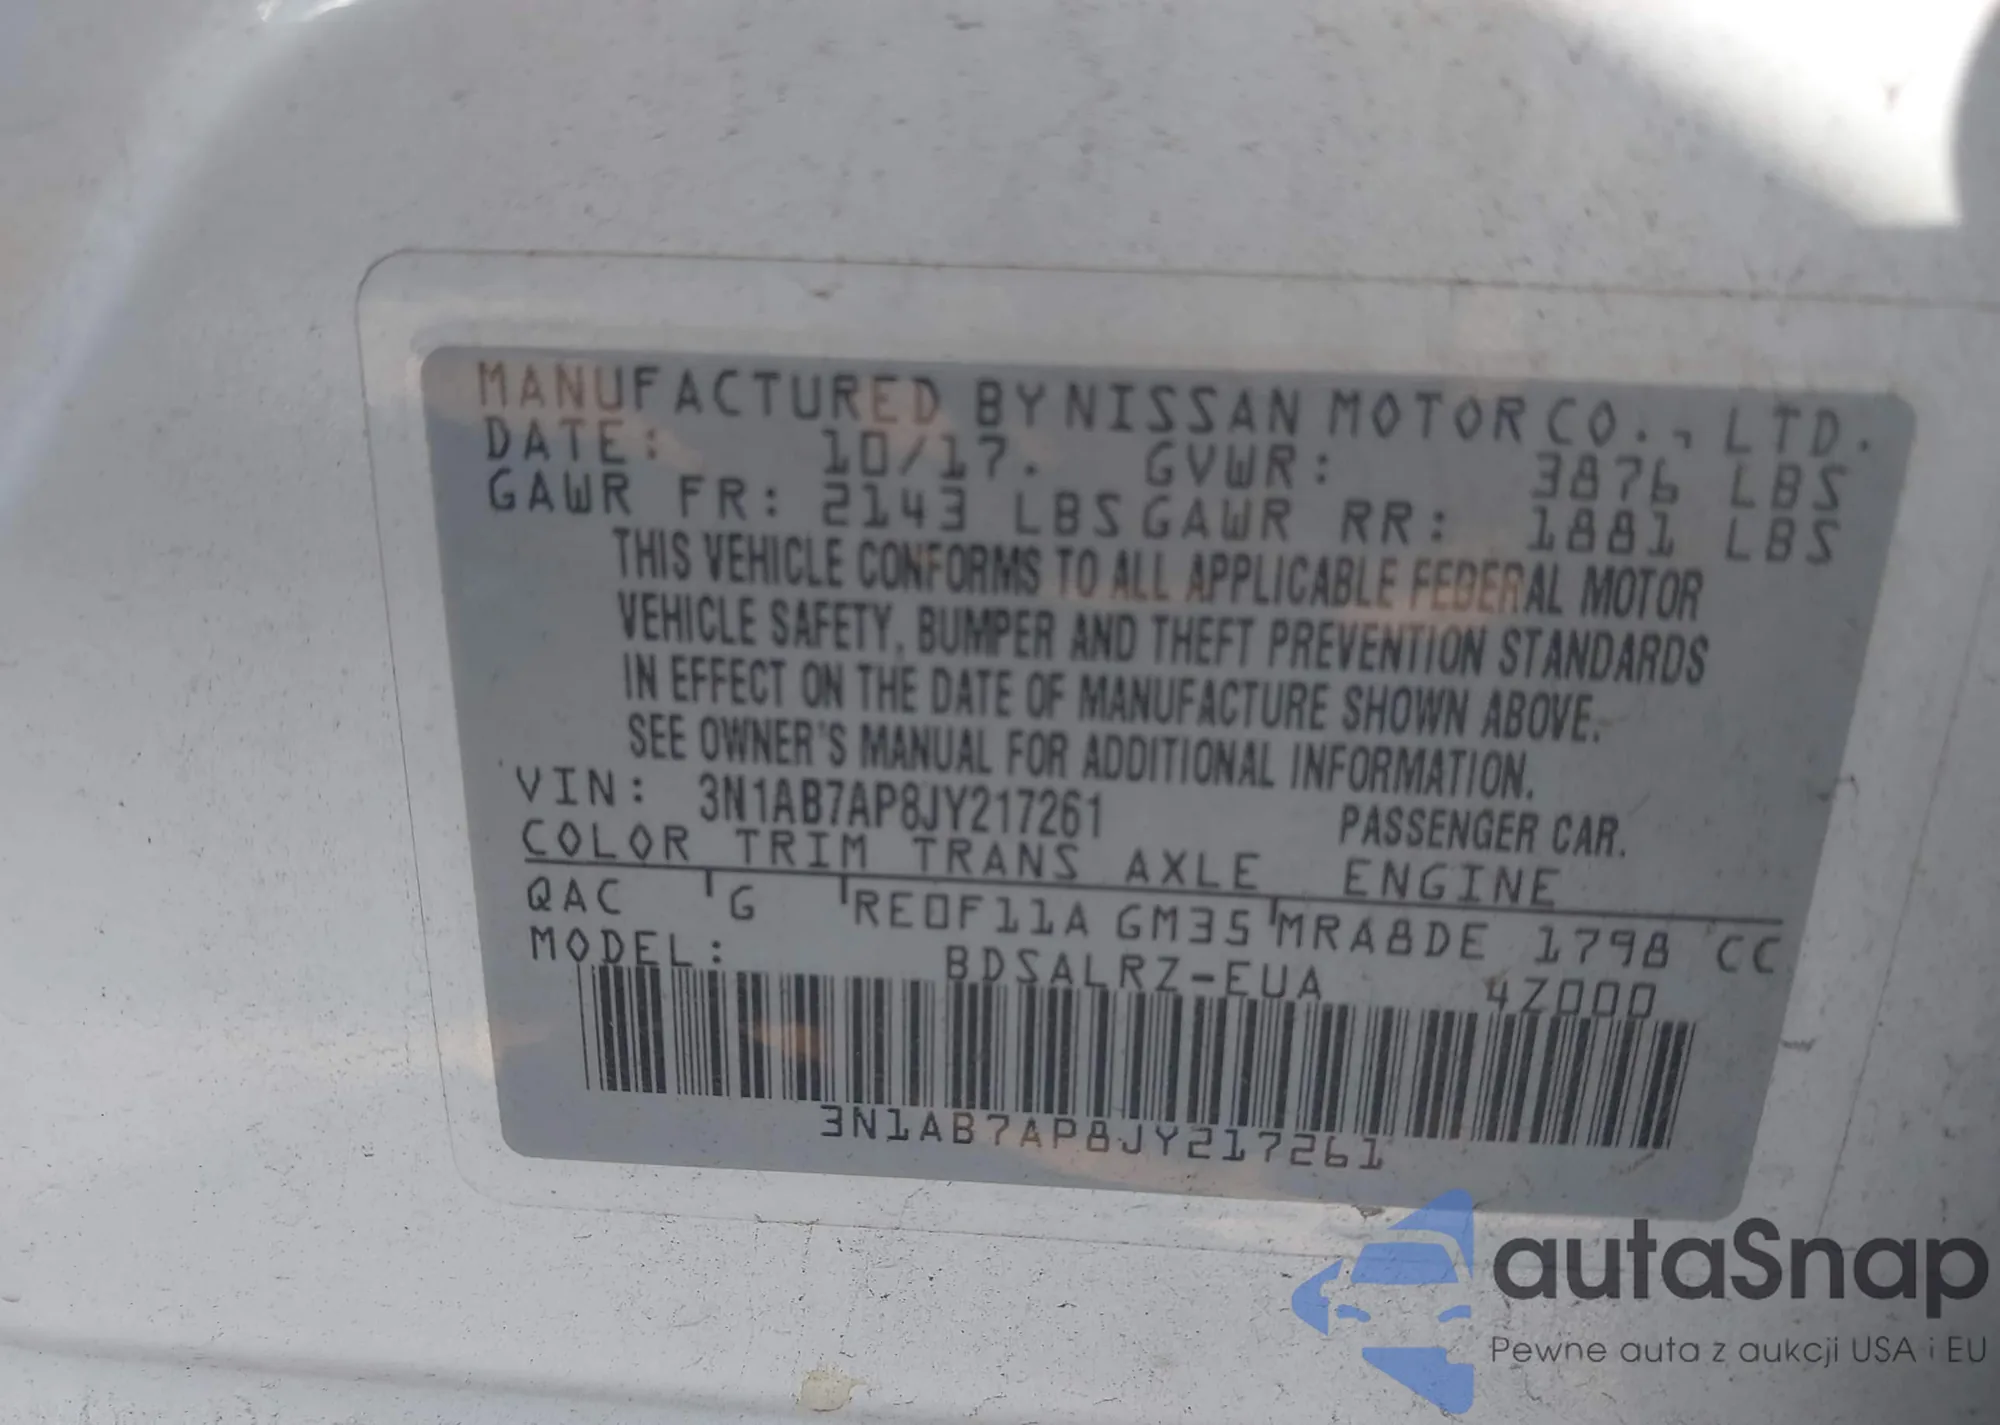 MANUFACTURED BY NISSAN MOTOR CO., LTD.
DATE: 10/17. GVWR: 3876 LBS
GAWR FR: 2143 LBS GAWR RR: 1881 LBS
THIS VEHICLE CONFORMS TO ALL APPLICABLE FEDERAL MOTOR
VEHICLE SAFETY, BUMPER AND THEFT PREVENTION STANDARDS
IN EFFECT ON THE DATE OF MANUFACTURE SHOWN ABOVE.
SEE OWNER'S MANUAL FOR ADDITIONAL INFORMATION.
VIN: 3N1AB7AP8JY217261 PASSENGER CAR.
COLOR TRIM TRANS AXLE ENGINE
QAC G RE0F11A GM35 MRA8DE 1798 CC
MODEL: BDSALRZ-EUA 4Z000
3N1AB7AP8JY217261
autaSnap
Pewne auta z aukcji USA i EU